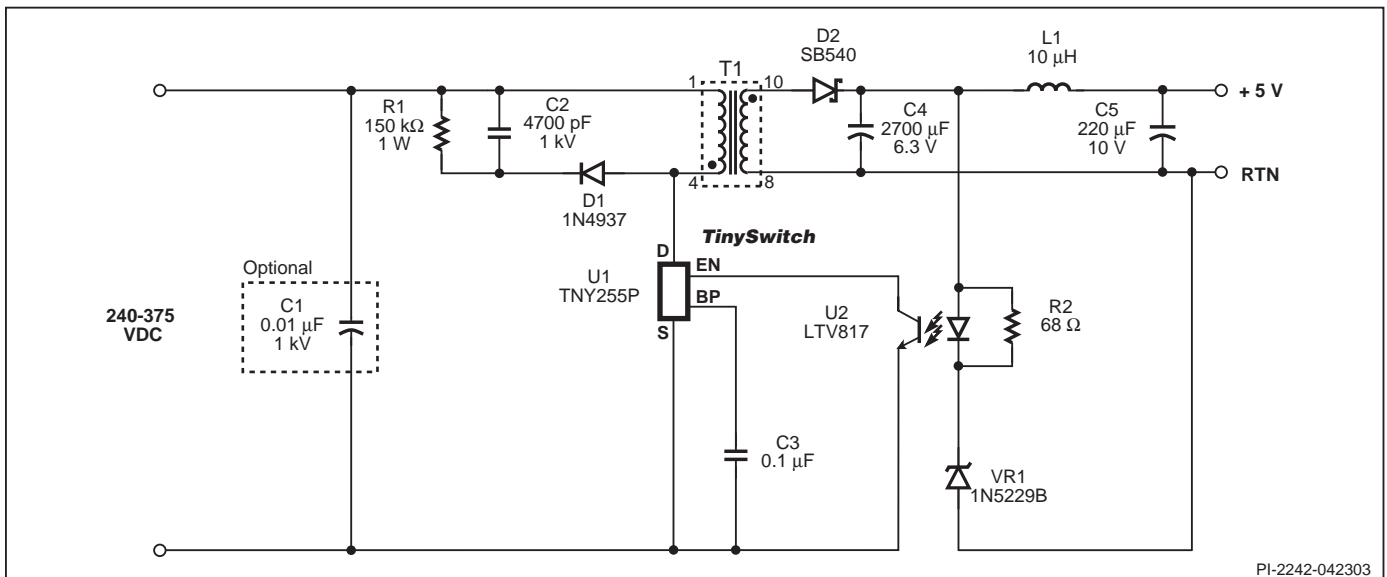 D2
SB540
L1
10 µH
T1
1
10
+ 5 V
R1
150 kΩ
1 W
C2
4700 pF
1 kV
C4
2700 µF
6.3 V
C5
220 µF
10 V
4
8
RTN
D1
1N4937
TinySwitch
D
EN
BP
S
U1
TNY255P
Optional
C1
0.01 µF
1 kV
240-375
VDC
U2
LTV817
R2
68 Ω
C3
0.1 µF
VR1
1N5229B
PI-2242-042303